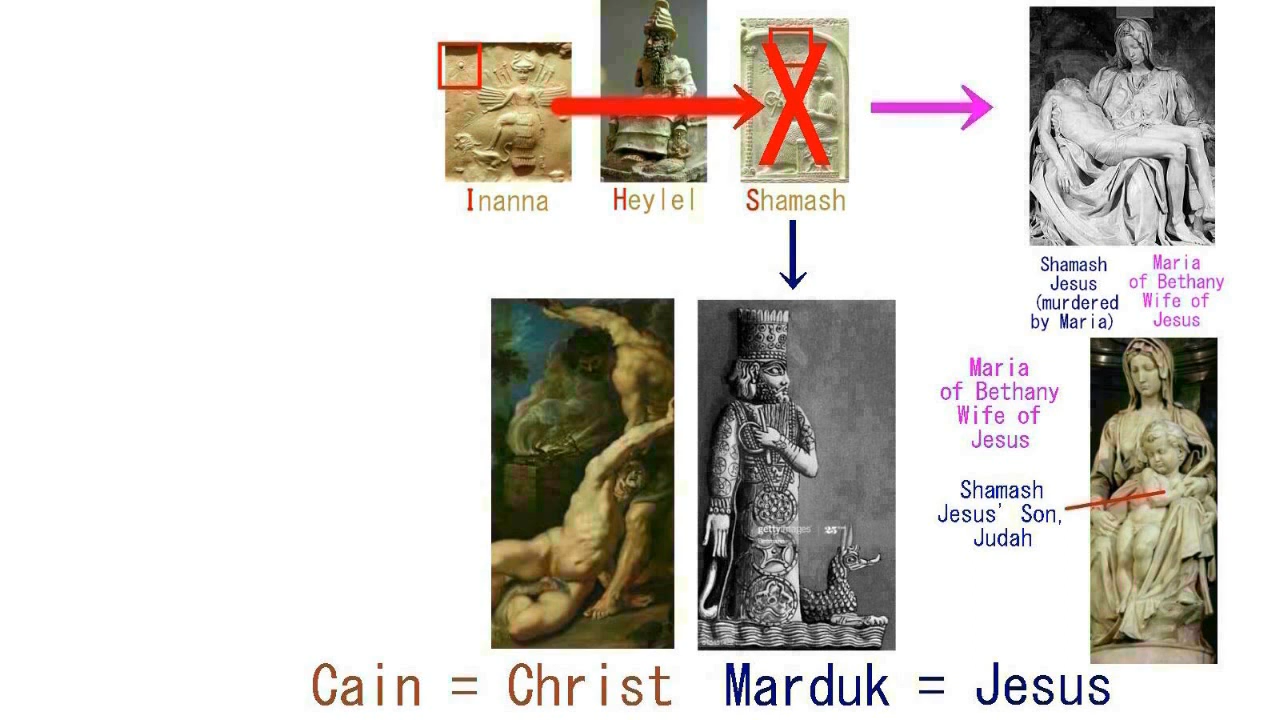 Inanna
Heylel
Shamash
Shamash
Jesus
(murdered
by Maria)
Maria
of Bethany
Wife of
Jesus
Maria
of Bethany
Wife of
Jesus
Shamash
Jesus' Son,
Judah
gettyimages
Cain = Christ
Marduk = Jesus